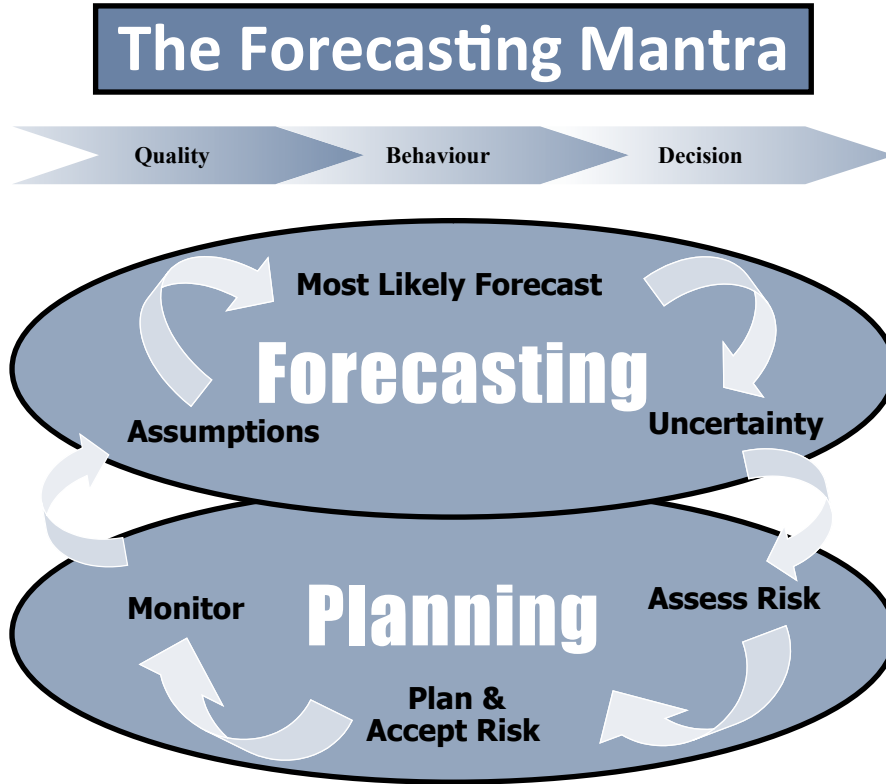 The Forecasting Mantra
Quality
Behaviour
Decision
Most Likely Forecast
Forecasting
Assumptions
Uncertainty
Monitor
Planning
Assess Risk
Plan &
Accept Risk